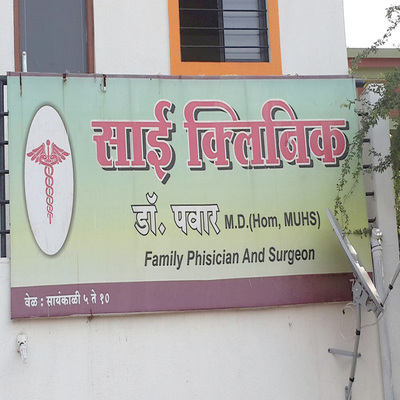 साई क्लिनिक
डॉ. पवार M.D.(Hom, MUHS)
Family Phisician And Surgeon
वेळ : सायंकाळी ५ ते १०